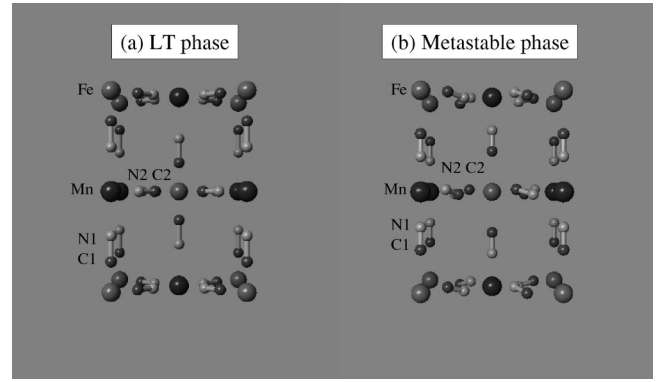 (a) LT phase
(b) Metastable phase
Fe
Fe
N2 C2
N2 C2
Mn
Mn
N1
N1
C1
C1